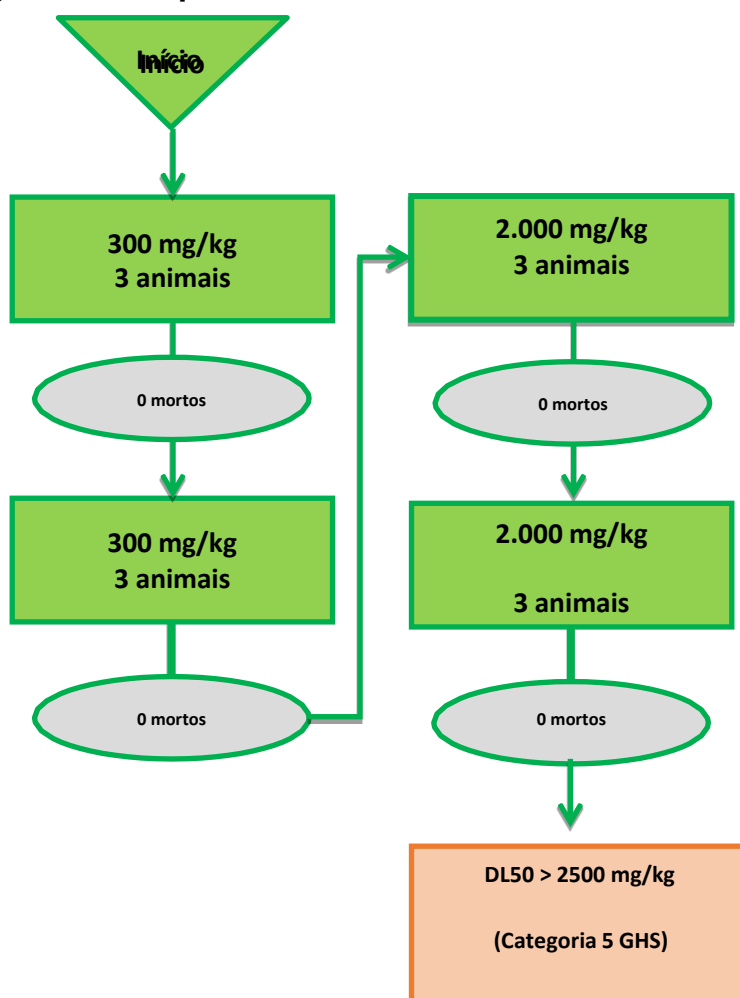 Início
300 mg/kg
3 animais
0 mortos
300 mg/kg
3 animais
0 mortos
2.000 mg/kg
3 animais
0 mortos
2.000 mg/kg
3 animais
0 mortos
DL50 > 2500 mg/kg
(Categoria 5 GHS)